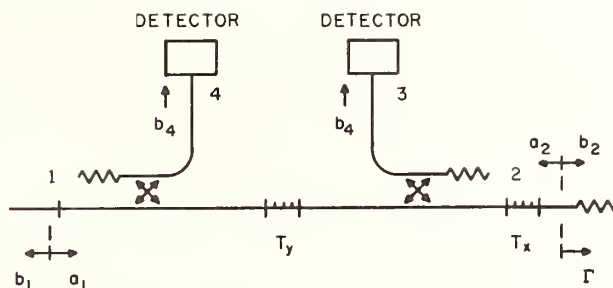 DETECTOR DETECTOR
4 3
b4 b4
1 2
a2 b2
Ty Tx
b1 a1 Γ